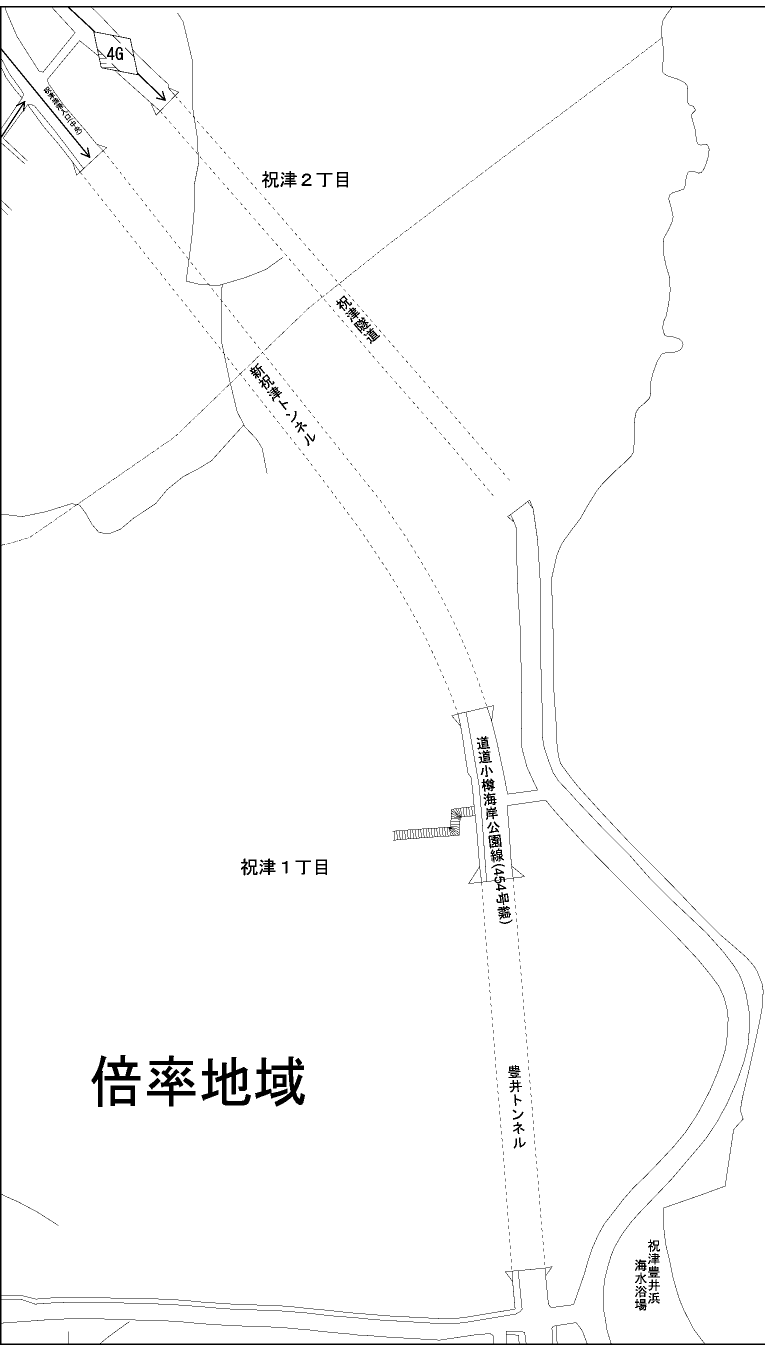 4G
祝津２丁目
祝津隧道
新祝津トンネル
道道小樽海岸公園線(454号線)
祝津１丁目
倍率地域
豊井トンネル
祝津豊井浜
海水浴場